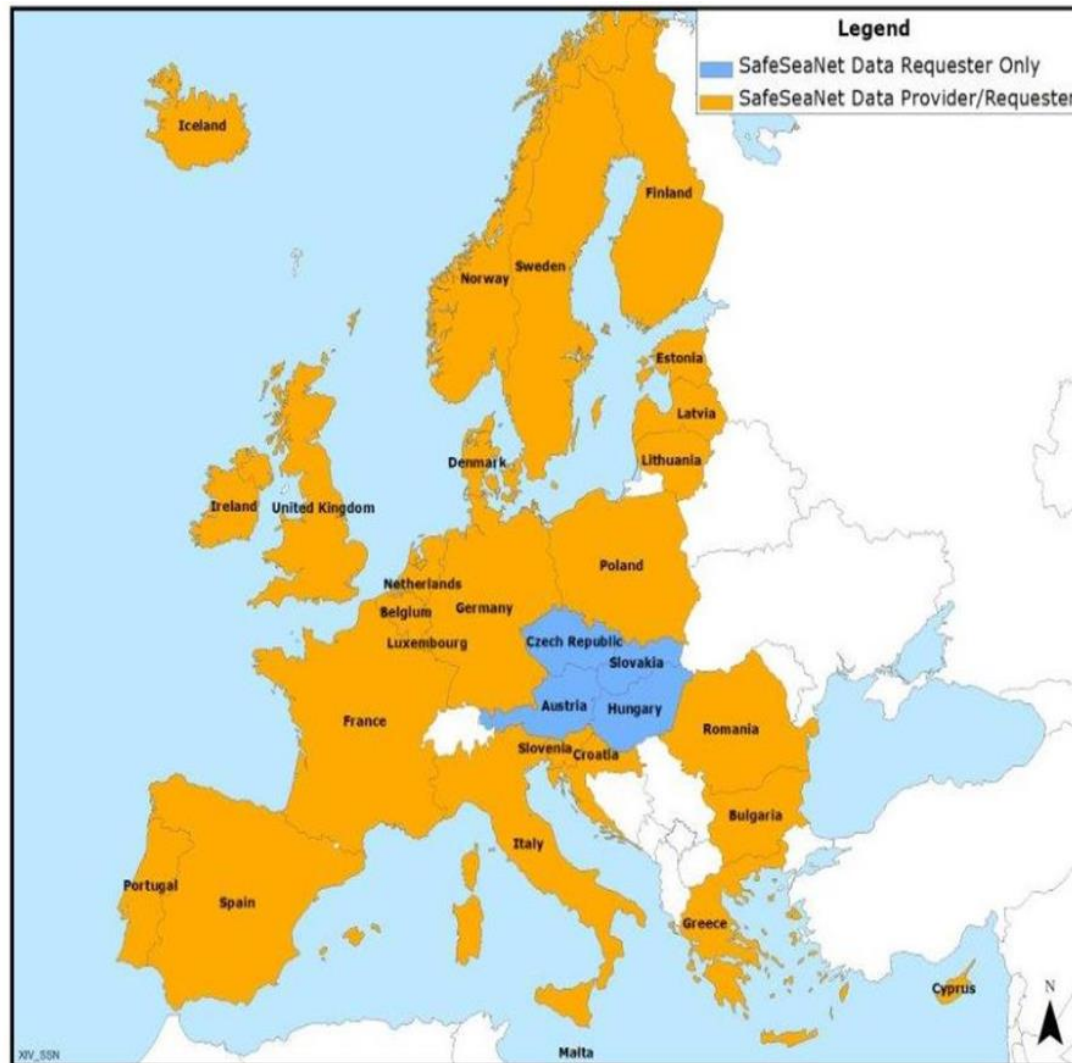 Legend
SafeSeaNet Data Requester Only
SafeSeaNet Data Provider/Requester
Iceland
Finland
Norway
Sweden
Estonia
Latvia
Lithuania
Denmark
Ireland
United Kingdom
Poland
Netherlands
Belgium
Germany
Luxembourg
Czech Republic
Slovakia
Austria
Hungary
France
Slovenia
Croatia
Romania
Bulgaria
Italy
Portugal
Spain
Greece
Cyprus
N
Malta
XIV_SSN